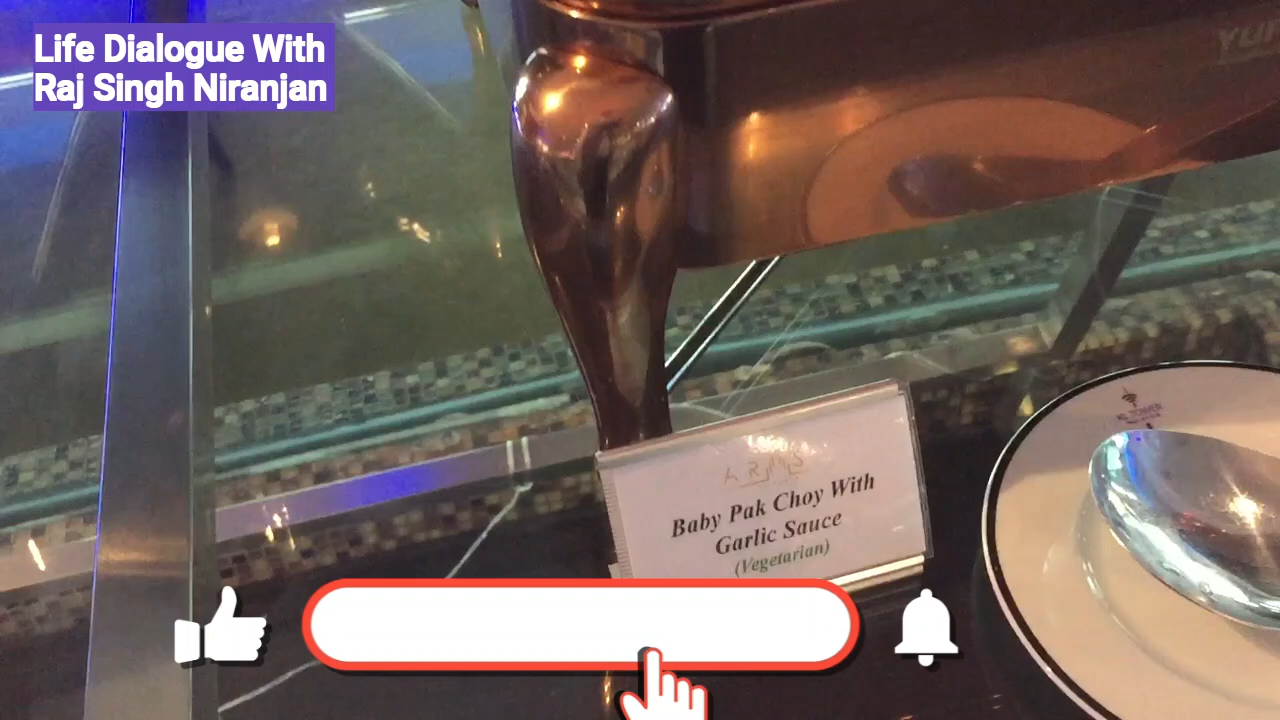 Life Dialogue With
Raj Singh Niranjan
Baby Pak Choy With
Garlic Sauce
(Vegetarian)